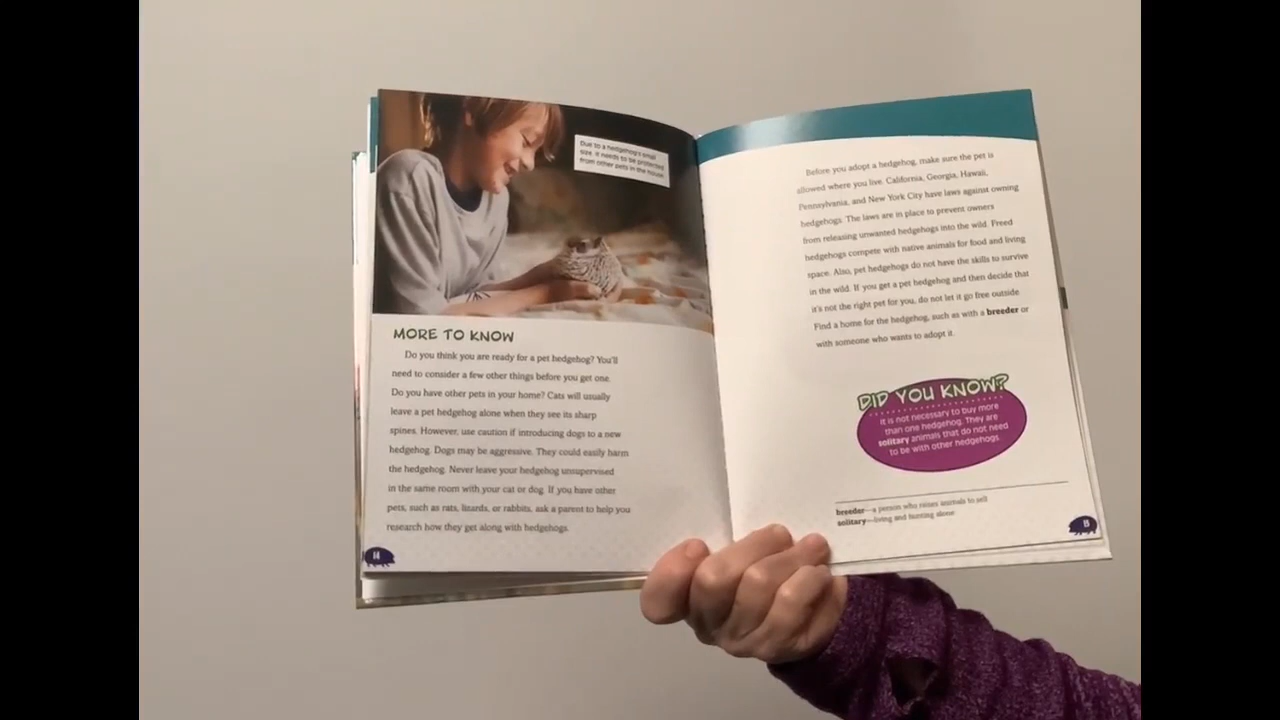 Due to a hedgehog's small
size, it needs to be protected
from other pets in the house.
MORE TO KNOW
Do you think you are ready for a pet hedgehog? You'll
need to consider a few other things before you get one.
Do you have other pets in your home? Cats will usually
leave a pet hedgehog alone when they see its sharp
spines. However, use caution if introducing dogs to a new
hedgehog. Dogs may be aggressive. They could easily harm
the hedgehog. Never leave your hedgehog unsupervised
in the same room with your cat or dog. If you have other
pets, such as rats, lizards, or rabbits, ask a parent to help you
research how they get along with hedgehogs.
14
Before you adopt a hedgehog, make sure the pet is
allowed where you live. California, Georgia, Hawaii,
Pennsylvania, and New York City have laws against owning
hedgehogs. The laws are in place to prevent owners
from releasing unwanted hedgehogs into the wild. Freed
hedgehogs compete with native animals for food and living
space. Also, pet hedgehogs do not have the skills to survive
in the wild. If you get a pet hedgehog and then decide that
it's not the right pet for you, do not let it go free outside.
Find a home for the hedgehog, such as with a breeder or
with someone who wants to adopt it.
DID YOU KNOW?
It is not necessary to buy more
than one hedgehog. They are
solitary animals that do not need
to be with other hedgehogs.
breeder—a person who raises animals to sell
solitary—living and hunting alone
15